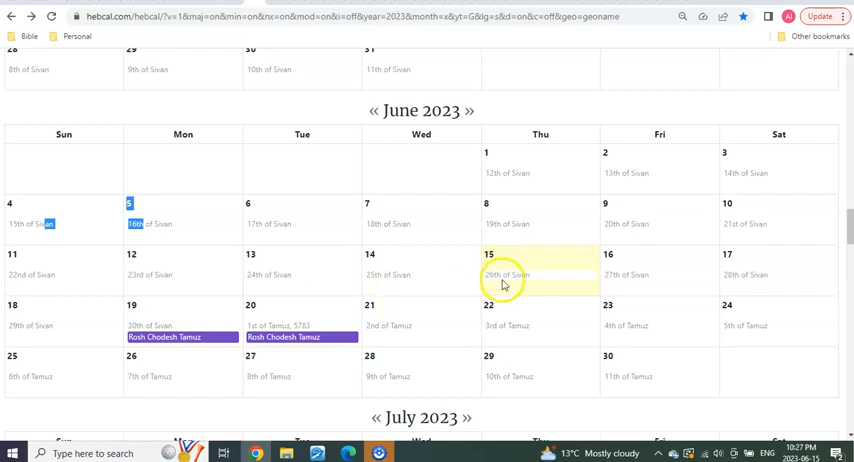 hebcal.com/hebcal/?v=1&maj=on&min=on&nx=on&mod=on&i=off&year=2023&month=x&yt=G&lg=s&d=on&c=off&geo=geoname
AI
Update
Bible
Personal
Other bookmarks
28 29 30 31
8th of Sivan 9th of Sivan 10th of Sivan 11th of Sivan
« June 2023 »
Sun Mon Tue Wed Thu Fri Sat
1 2 3
12th of Sivan 13th of Sivan 14th of Sivan
4 5 6 7 8 9 10
15th of Sivan 16th of Sivan 17th of Sivan 18th of Sivan 19th of Sivan 20th of Sivan 21st of Sivan
11 12 13 14 15 16 17
22nd of Sivan 23rd of Sivan 24th of Sivan 25th of Sivan 26th of Sivan 27th of Sivan 28th of Sivan
18 19 20 21 22 23 24
29th of Sivan 30th of Sivan 1st of Tamuz, 5783 2nd of Tamuz 3rd of Tamuz 4th of Tamuz 5th of Tamuz
Rosh Chodesh Tamuz Rosh Chodesh Tamuz
25 26 27 28 29 30
6th of Tamuz 7th of Tamuz 8th of Tamuz 9th of Tamuz 10th of Tamuz 11th of Tamuz
« July 2023 »
Sun Mon Tue Wed Thu Fri Sat
Type here to search
13°C Mostly cloudy
ENG
10:27 PM
2023-06-15
2